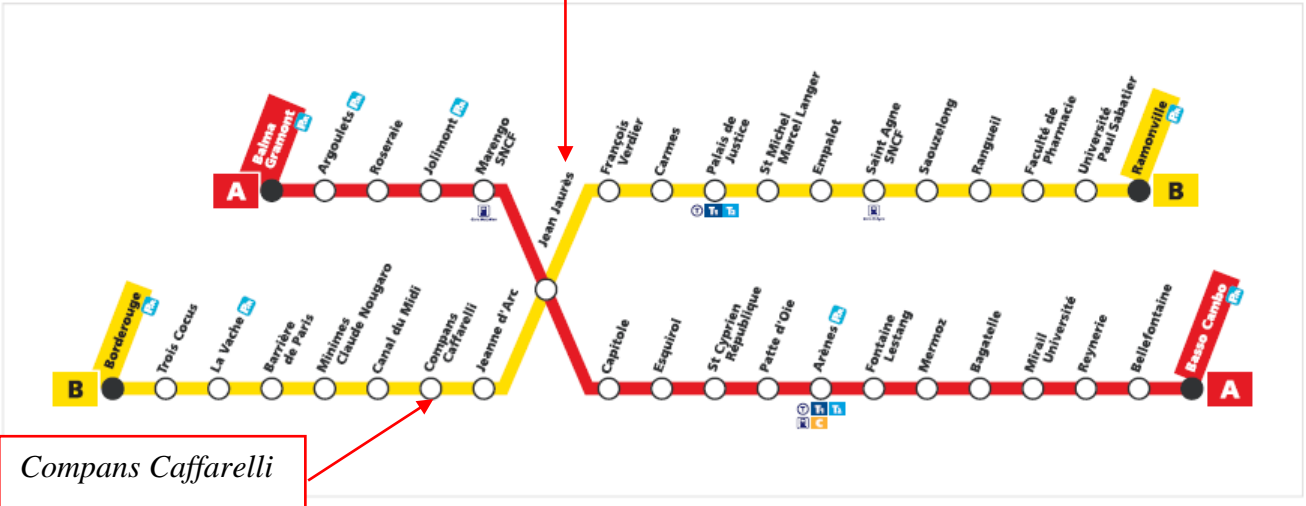 Balma
Gramont
Argoulets
Roseraie
Jolimont
Marengo
SNCF
Jean Jaurès
François
Verdier
Carmes
Palais de
Justice
St Michel
Marcel Langer
Empalot
Saint Agne
SNCF
Saouzelong
Rangueil
Faculté de
Pharmacie
Université
Paul Sabatier
Ramonville
A
B
T T1 T2
Borderouge
Trois Cocus
La Vache
Barrière
de Paris
Minimes
Claude Nougaro
Canal du Midi
Compans
Caffarelli
Jeanne d'Arc
Capitole
Esquirol
St Cyprien
République
Patte d'Oie
Arènes
Fontaine
Lestang
Mermoz
Bagatelle
Mirail
Université
Reynerie
Bellefontaine
Basso Cambo
B
A
T T1 T2
C
Compans Caffarelli